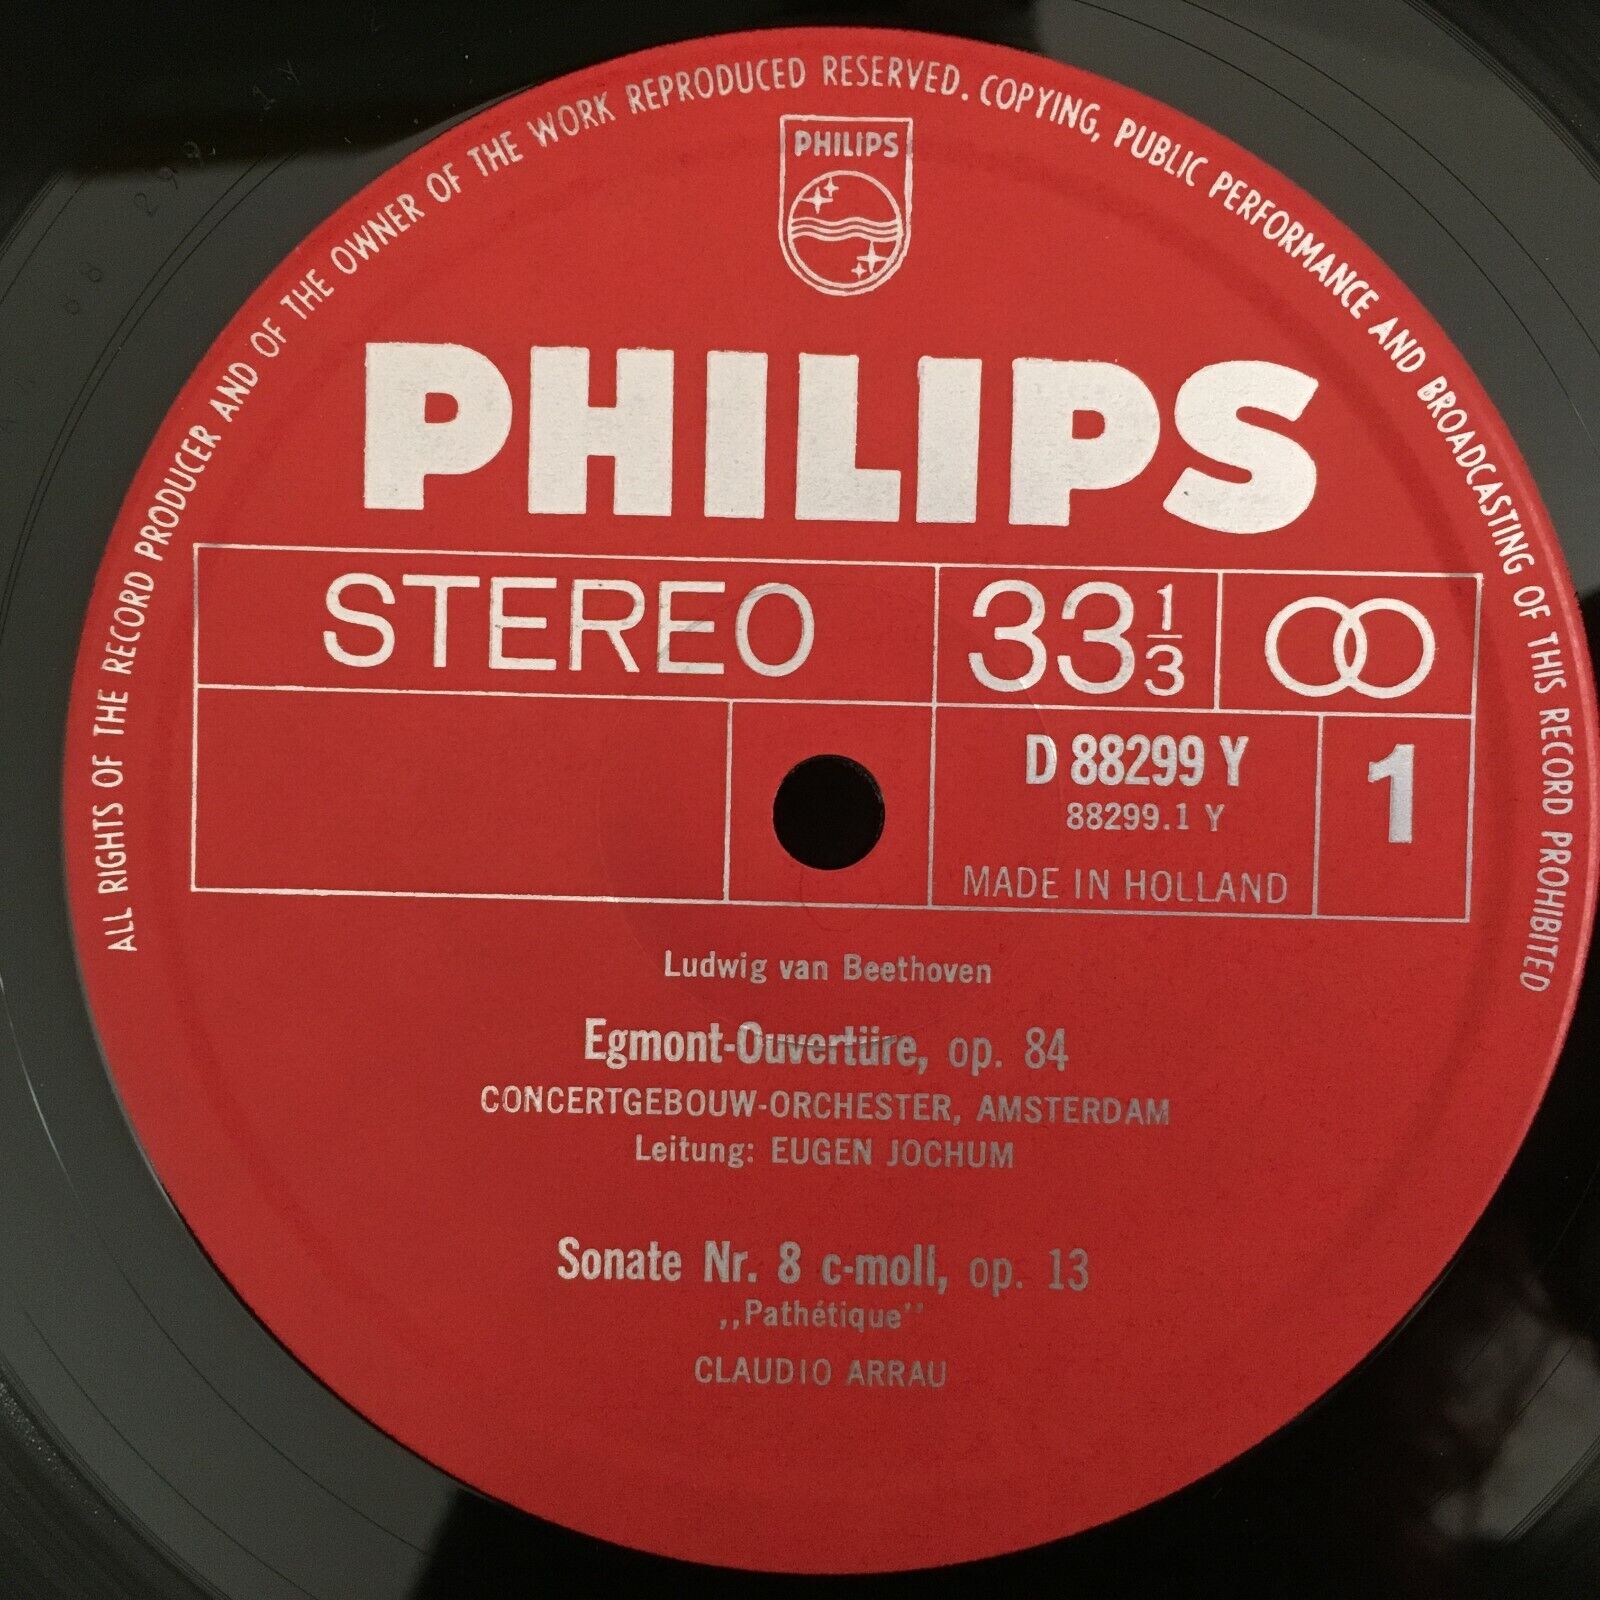 ALL RIGHTS OF THE RECORD PRODUCER AND OF THE OWNER OF THE WORK REPRODUCED RESERVED. COPYING, PUBLIC PERFORMANCE AND BROADCASTING OF THIS RECORD PROHIBITED
PHILIPS
PHILIPS
STEREO
33 1/3
D 88299 Y
88299.1 Y
1
MADE IN HOLLAND
Ludwig van Beethoven
Egmont-Ouvertüre, op. 84
CONCERTGEBOUW-ORCHESTER, AMSTERDAM
Leitung: EUGEN JOCHUM
Sonate Nr. 8 c-moll, op. 13
,,Pathétique’’
CLAUDIO ARRAU